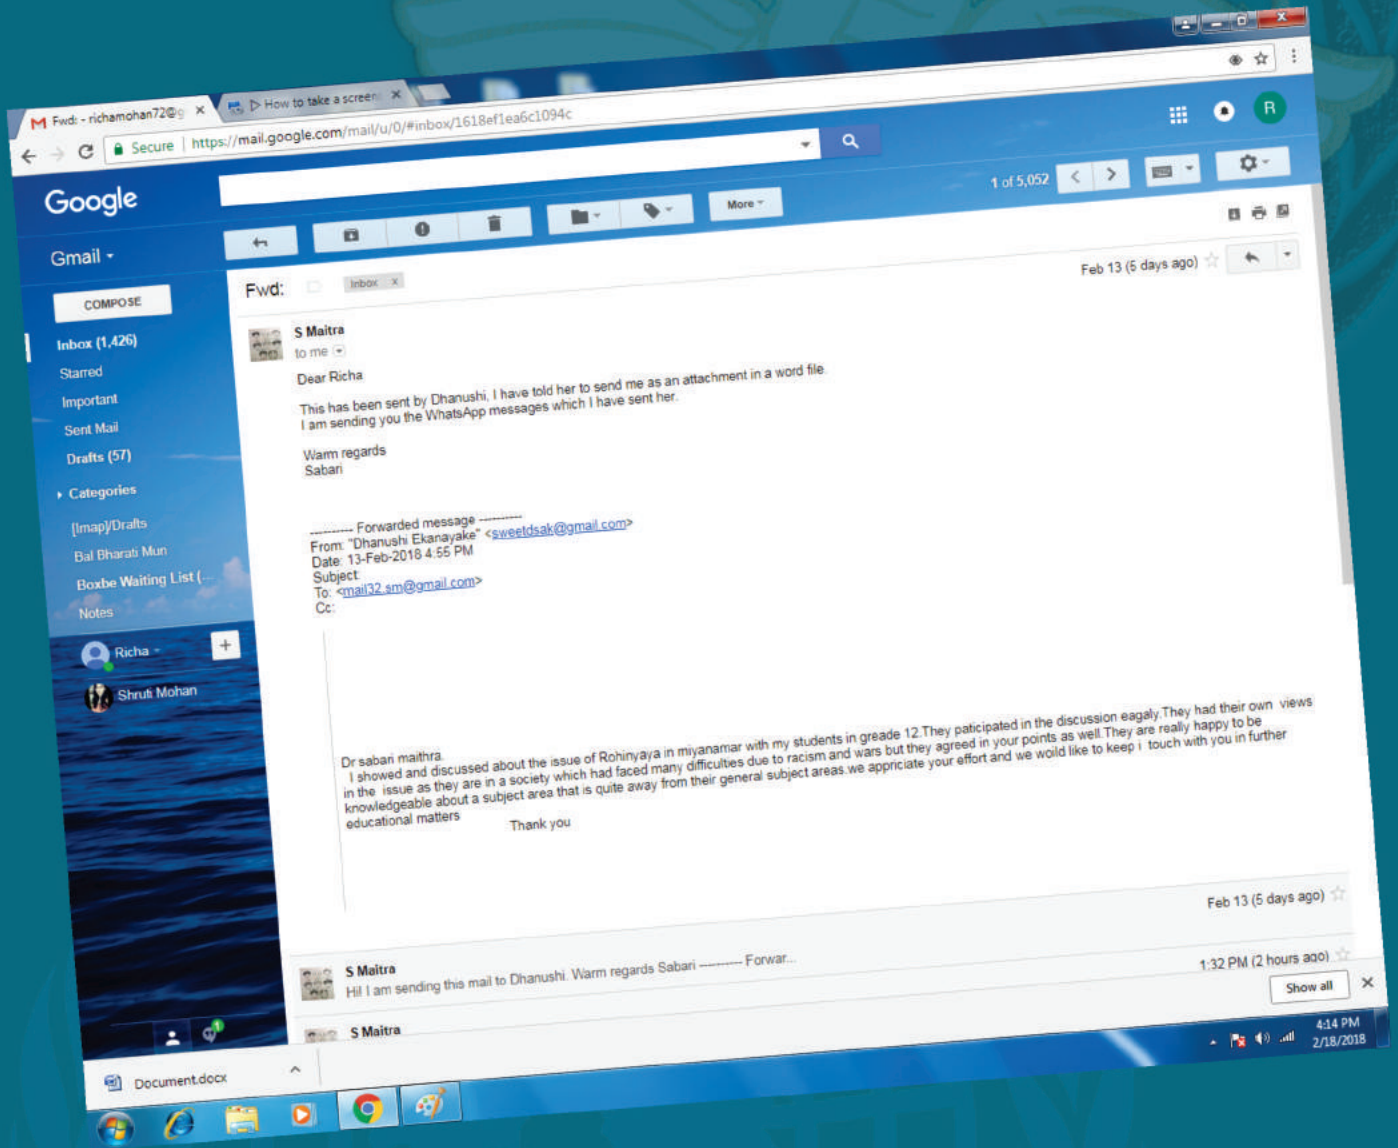 Fwd: - richamohan72@g
How to take a screen
Secure | https://mail.google.com/mail/u/0/#inbox/1618ef1ea6c1094c
Google
R
Gmail
More
1 of 5,052
COMPOSE
Fwd:
Inbox x
Feb 13 (5 days ago)
Inbox (1,426)
Starred
Important
Sent Mail
Drafts (57)
Categories
[Imap]/Drafts
Bal Bharati Mun
Boxbe Waiting List (...
Notes
Richa
Shruti Mohan
S Maitra
to me
Dear Richa
This has been sent by Dhanushi, I have told her to send me as an attachment in a word file.
I am sending you the WhatsApp messages which I have sent her.
Warm regards
Sabari
---------- Forwarded message ----------
From: "Dhanushi Ekanayake" <sweetdsak@gmail.com>
Date: 13-Feb-2018 4:55 PM
Subject:
To: <mail32.sm@gmail.com>
Cc:
Dr sabari maithra.
I showed and discussed about the issue of Rohinyaya in miyanamar with my students in greade 12.They paticipated in the discussion eagaly.They had their own views
in the issue as they are in a society which had faced many difficulties due to racism and wars but they agreed in your points as well.They are really happy to be
knowledgeable about a subject area that is quite away from their general subject areas.we appriciate your effort and we woild like to keep i touch with you in further
educational matters
Thank you
Feb 13 (5 days ago)
S Maitra
Hi! I am sending this mail to Dhanushi. Warm regards Sabari ---------- Forwar...
1:32 PM (2 hours ago)
S Maitra
Show all
Document.docx
1
4:14 PM
2/18/2018